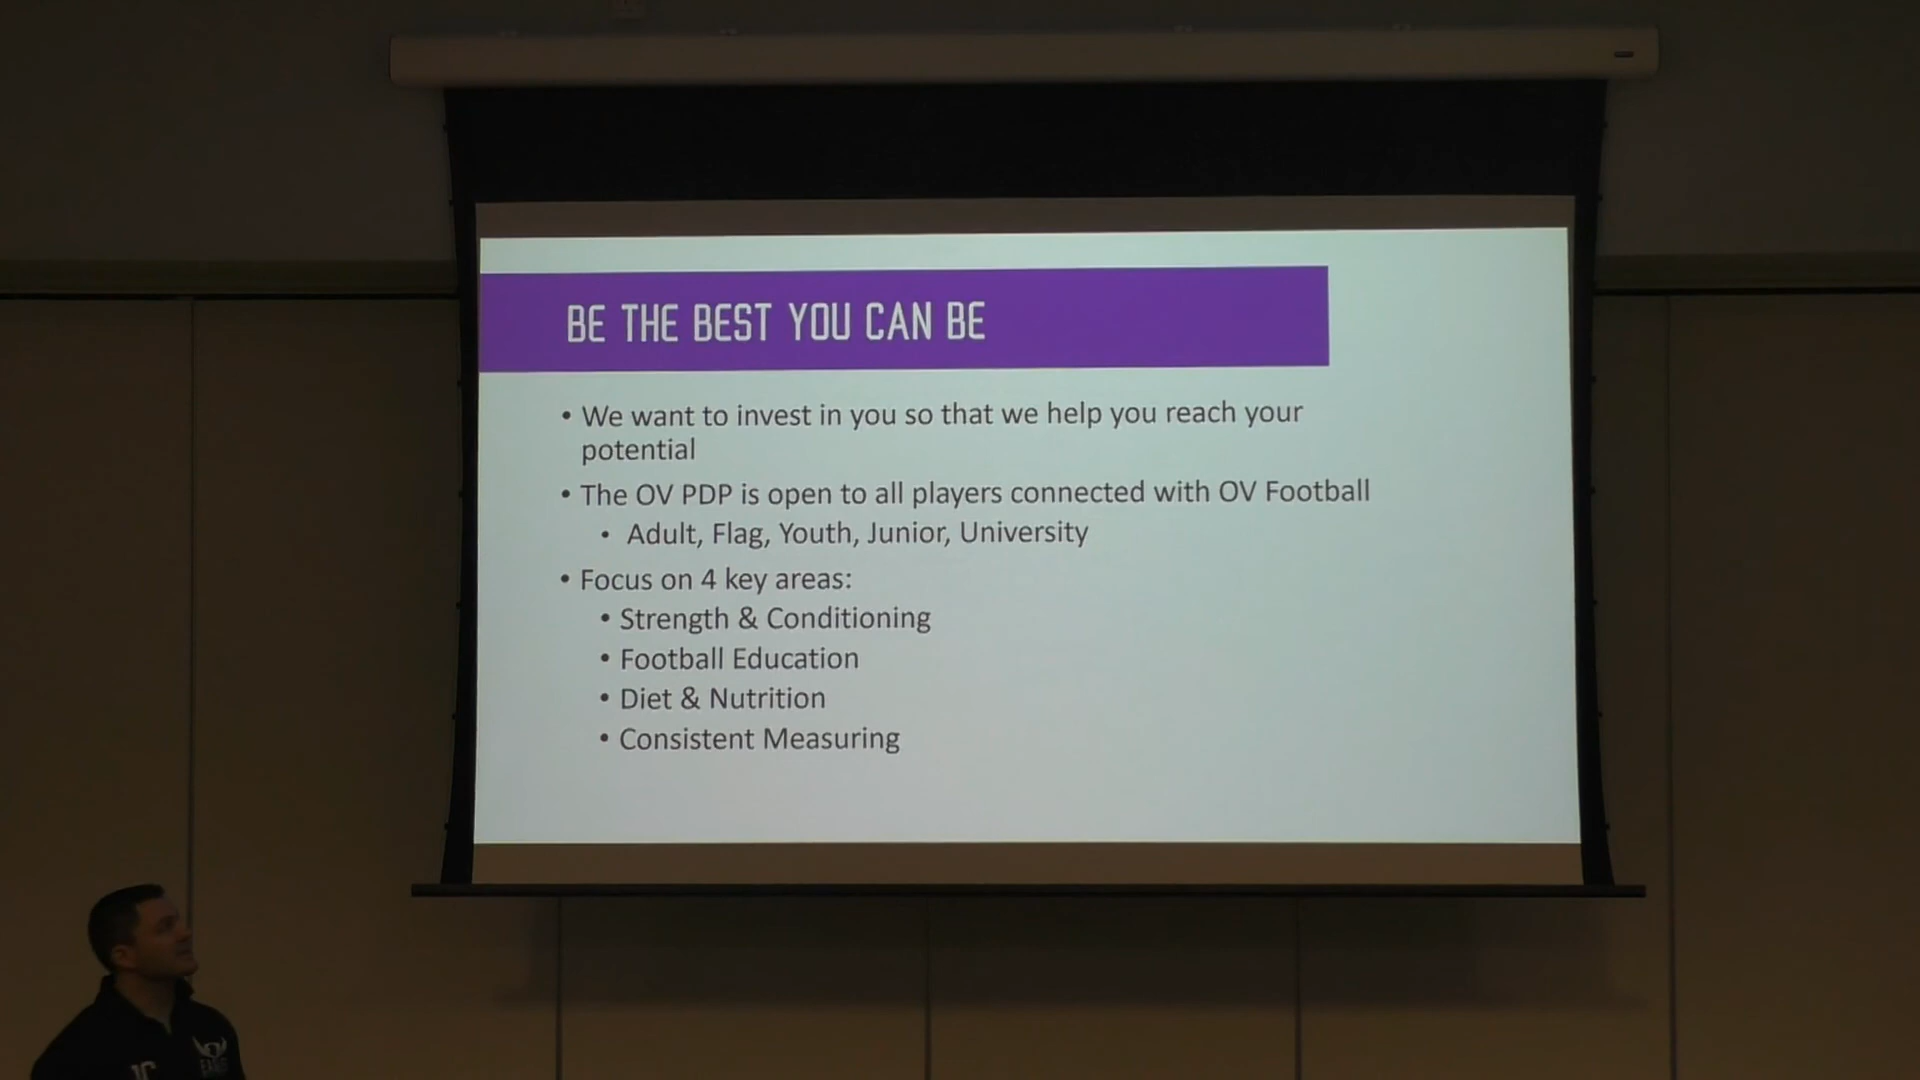 BE THE BEST YOU CAN BE
• We want to invest in you so that we help you reach your
potential
• The OV PDP is open to all players connected with OV Football
• Adult, Flag, Youth, Junior, University
• Focus on 4 key areas:
• Strength & Conditioning
• Football Education
• Diet & Nutrition
• Consistent Measuring